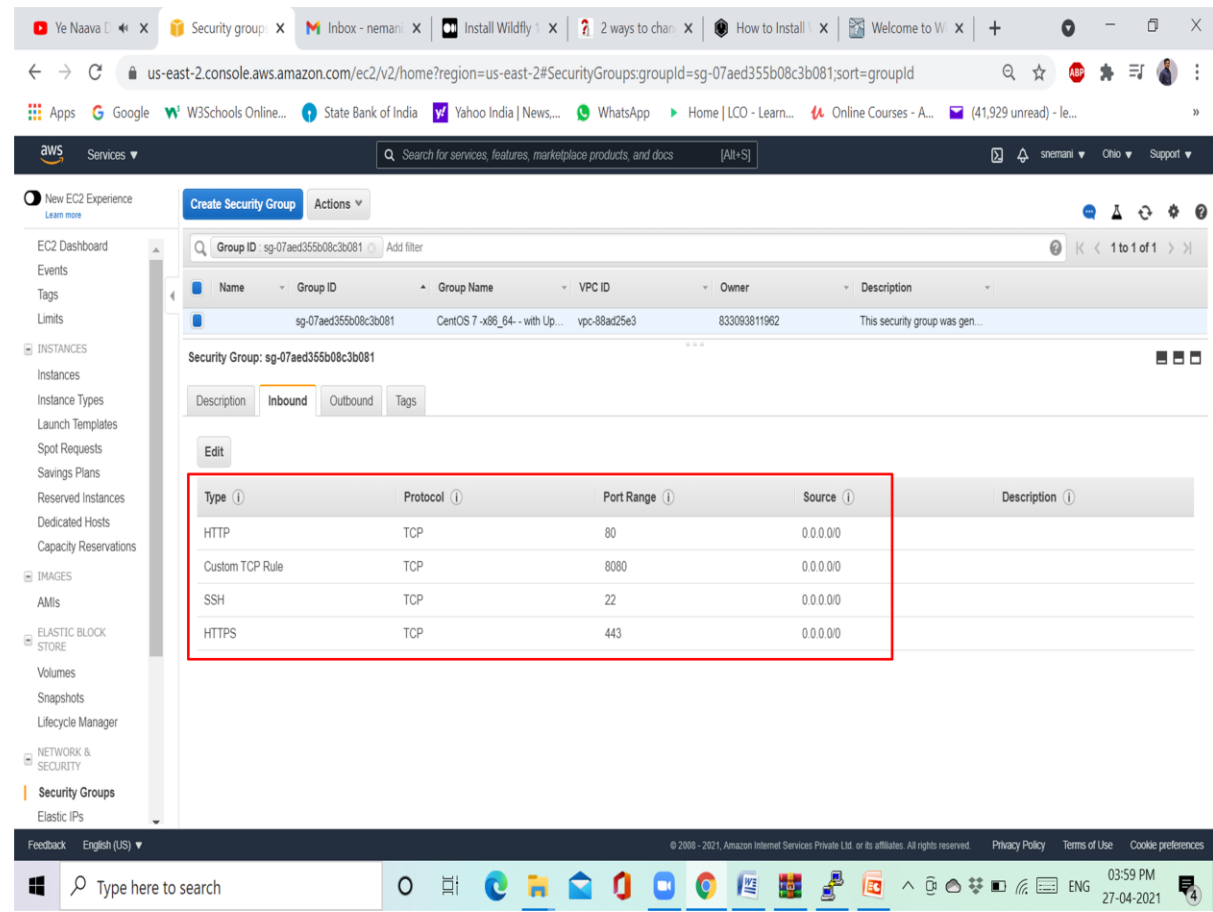 Ye Naava D
Security groups
Inbox - nemani
Install Wildfly 1
2 ways to chan
How to Install
Welcome to W
us-east-2.console.aws.amazon.com/ec2/v2/home?region=us-east-2#SecurityGroups:groupId=sg-07aed355b08c3b081;sort=groupId
ABP
Apps Google W3Schools Online... State Bank of India Yahoo India | News,... WhatsApp Home | LCO - Learn... Online Courses - A... (41,929 unread) - le... »
aws Services Search for services, features, marketplace products, and docs [Alt+S] snemani Ohio Support
New EC2 Experience
Learn more
EC2 Dashboard
Events
Tags
Limits
INSTANCES
Instances
Instance Types
Launch Templates
Spot Requests
Savings Plans
Reserved Instances
Dedicated Hosts
Capacity Reservations
IMAGES
AMIs
ELASTIC BLOCK
STORE
Volumes
Snapshots
Lifecycle Manager
NETWORK &
SECURITY
Security Groups
Elastic IPs
Create Security Group Actions
Group ID : sg-07aed355b08c3b081 Add filter 1 to 1 of 1
Name Group ID Group Name VPC ID Owner Description
sg-07aed355b08c3b081 CentOS 7 -x86_64- - with Up... vpc-88ad25e3 833093811962 This security group was gen...
Security Group: sg-07aed355b08c3b081
Description Inbound Outbound Tags
Edit
Type Protocol Port Range Source Description
HTTP TCP 80 0.0.0.0/0
Custom TCP Rule TCP 8080 0.0.0.0/0
SSH TCP 22 0.0.0.0/0
HTTPS TCP 443 0.0.0.0/0
Feedback English (US) © 2008 - 2021, Amazon Internet Services Private Ltd. or its affiliates. All rights reserved. Privacy Policy Terms of Use Cookie preferences
Type here to search ENG 03:59 PM
27-04-2021 4